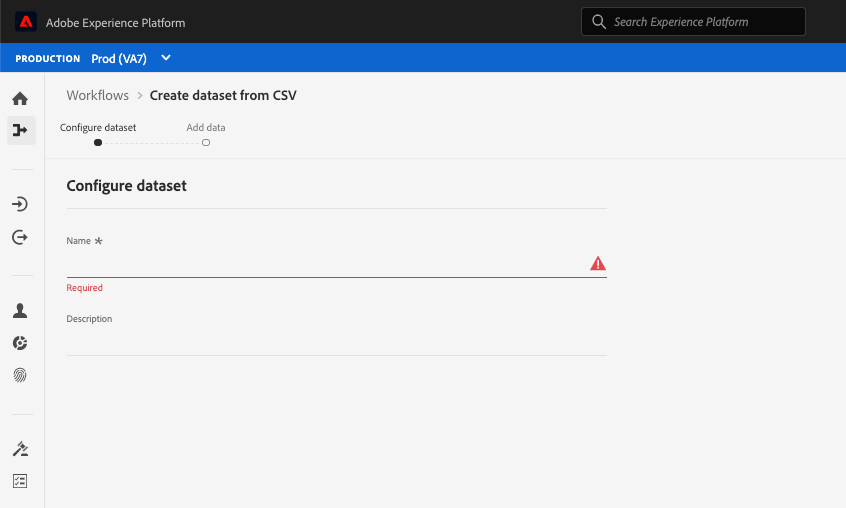 Adobe Experience Platform
Search Experience Platform
PRODUCTION Prod (VA7)
Workflows > Create dataset from CSV
Configure dataset Add data
Configure dataset
Name *
Required
Description